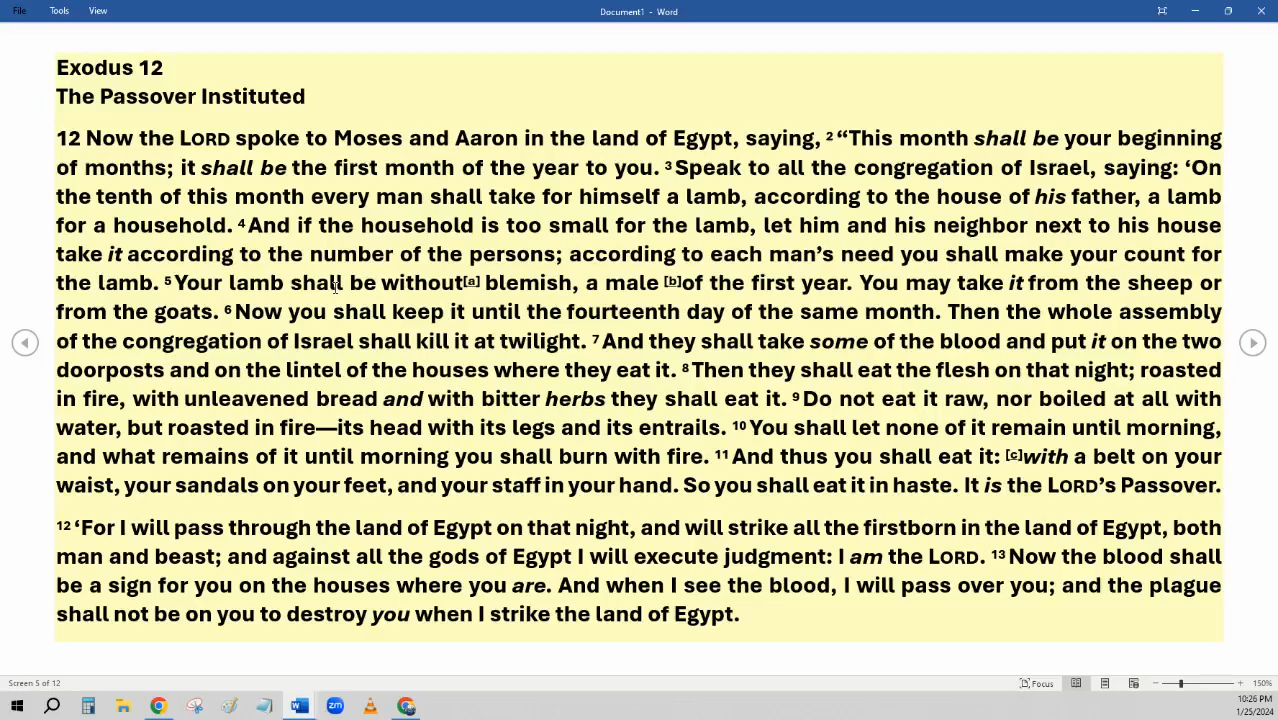 File Tools View Document1 - Word
Exodus 12
The Passover Instituted
12 Now the LORD spoke to Moses and Aaron in the land of Egypt, saying, 2 “This month shall be your beginning
of months; it shall be the first month of the year to you. 3 Speak to all the congregation of Israel, saying: ‘On
the tenth of this month every man shall take for himself a lamb, according to the house of his father, a lamb
for a household. 4 And if the household is too small for the lamb, let him and his neighbor next to his house
take it according to the number of the persons; according to each man’s need you shall make your count for
the lamb. 5 Your lamb shall be without[a] blemish, a male [b]of the first year. You may take it from the sheep or
from the goats. 6 Now you shall keep it until the fourteenth day of the same month. Then the whole assembly
of the congregation of Israel shall kill it at twilight. 7 And they shall take some of the blood and put it on the two
doorposts and on the lintel of the houses where they eat it. 8 Then they shall eat the flesh on that night; roasted
in fire, with unleavened bread and with bitter herbs they shall eat it. 9 Do not eat it raw, nor boiled at all with
water, but roasted in fire—its head with its legs and its entrails. 10 You shall let none of it remain until morning,
and what remains of it until morning you shall burn with fire. 11 And thus you shall eat it: [c]with a belt on your
waist, your sandals on your feet, and your staff in your hand. So you shall eat it in haste. It is the LORD’s Passover.
12 ‘For I will pass through the land of Egypt on that night, and will strike all the firstborn in the land of Egypt, both
man and beast; and against all the gods of Egypt I will execute judgment: I am the LORD. 13 Now the blood shall
be a sign for you on the houses where you are. And when I see the blood, I will pass over you; and the plague
shall not be on you to destroy you when I strike the land of Egypt.
Screen 5 of 12 Focus 150%
zm 10:26 PM
1/25/2024